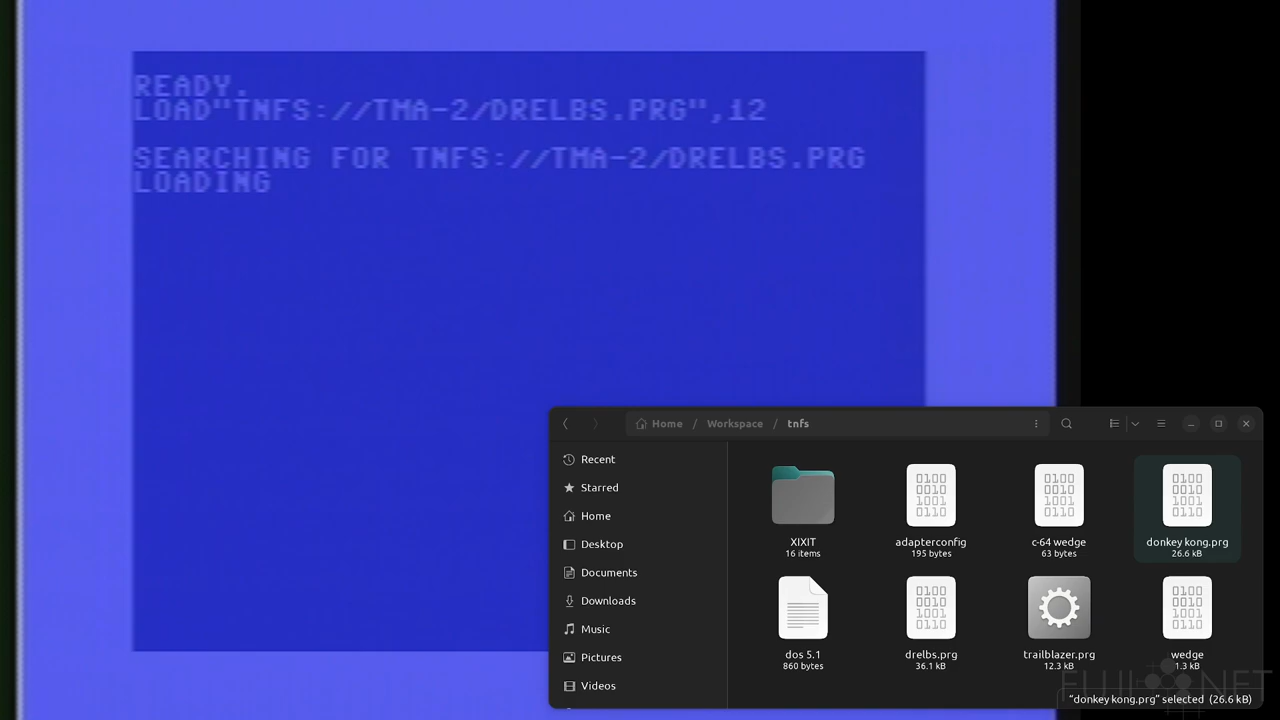 READY.
LOAD"TNFS://TMA-2/DRELBS.PRG",12
SEARCHING FOR TNFS://TMA-2/DRELBS.PRG
LOADING
Home / Workspace / tnfs
Recent
Starred
Home
Desktop
Documents
Downloads
Music
Pictures
Videos
XIXIT
16 items
adapterconfig
195 bytes
c-64 wedge
63 bytes
donkey kong.prg
26.6 kB
dos 5.1
860 bytes
drelbs.prg
36.1 kB
trailblazer.prg
12.3 kB
wedge
1.3 kB
FUJINET
"donkey kong.prg" selected (26.6 kB)